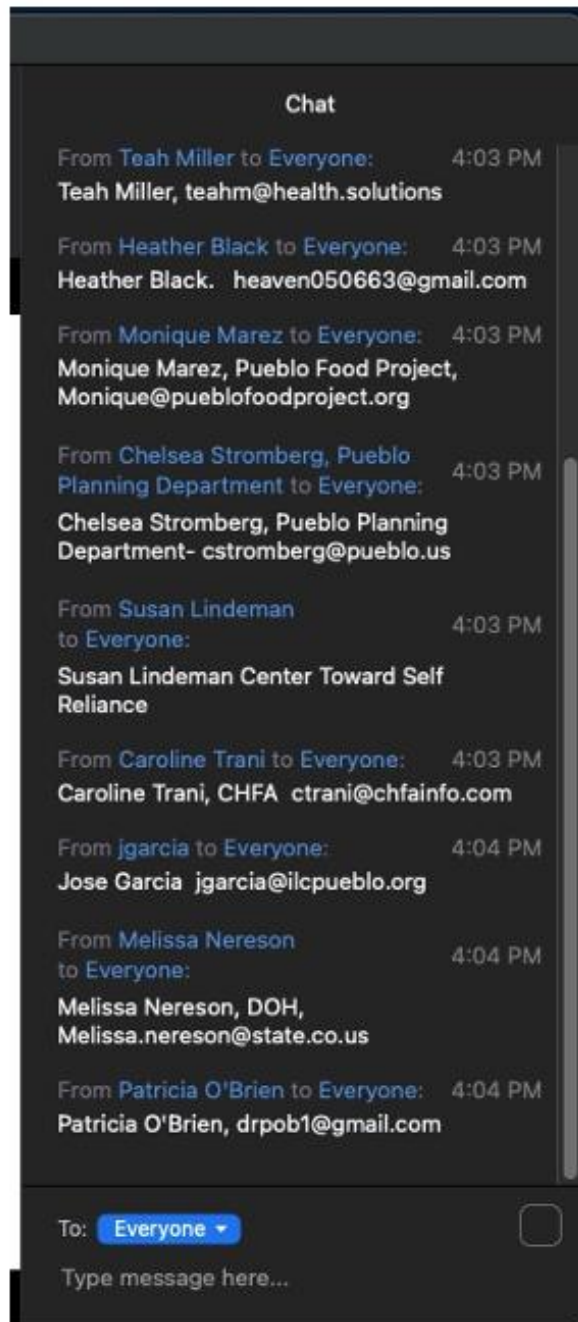 Chat
From Teah Miller to Everyone: 4:03 PM
Teah Miller, teahm@health.solutions
From Heather Black to Everyone: 4:03 PM
Heather Black. heaven050663@gmail.com
From Monique Marez to Everyone: 4:03 PM
Monique Marez, Pueblo Food Project,
Monique@pueblofoodproject.org
From Chelsea Stromberg, Pueblo
Planning Department to Everyone: 4:03 PM
Chelsea Stromberg, Pueblo Planning
Department- cstromberg@pueblo.us
From Susan Lindeman
to Everyone: 4:03 PM
Susan Lindeman Center Toward Self
Reliance
From Caroline Trani to Everyone: 4:03 PM
Caroline Trani, CHFA ctrani@chfainfo.com
From jgarcia to Everyone: 4:04 PM
Jose Garcia jgarcia@ilcpueblo.org
From Melissa Nereson
to Everyone: 4:04 PM
Melissa Nereson, DOH,
Melissa.nereson@state.co.us
From Patricia O'Brien to Everyone: 4:04 PM
Patricia O'Brien, drpob1@gmail.com
To: Everyone
Type message here...